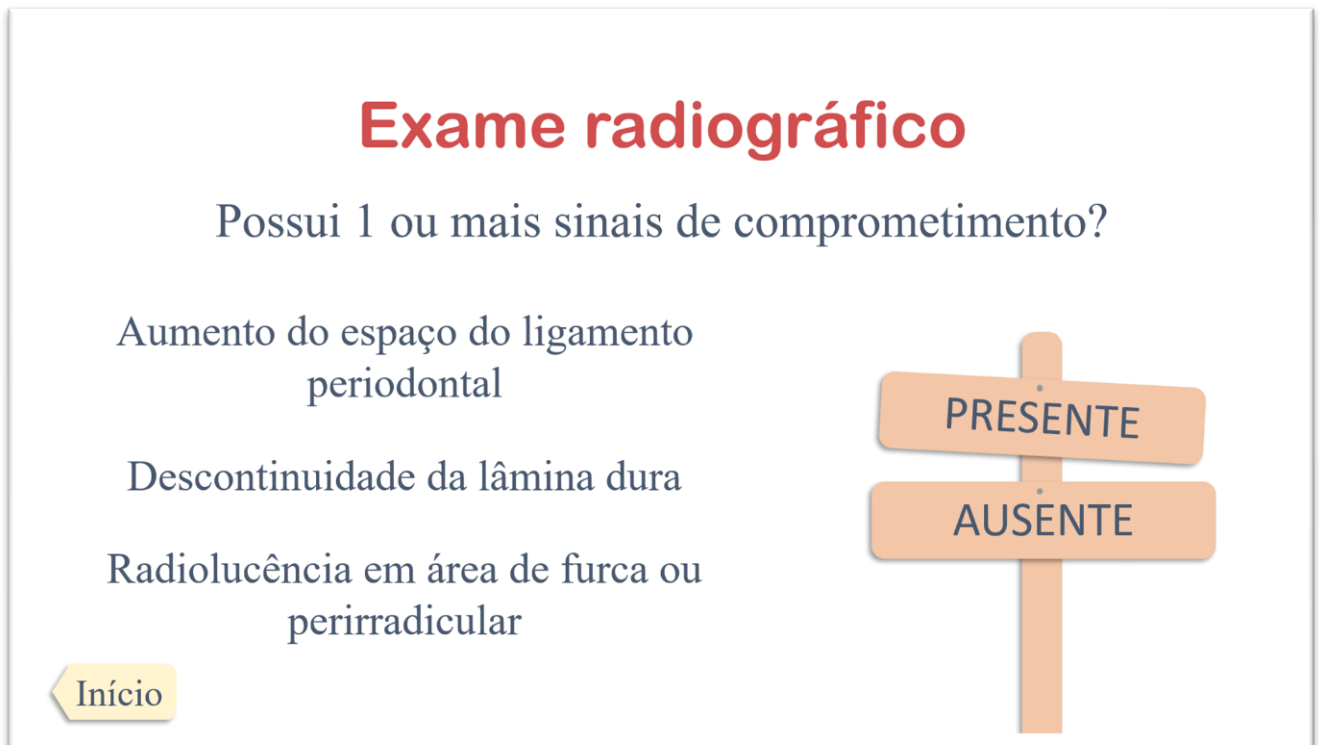 Exame radiográfico
Possui 1 ou mais sinais de comprometimento?
Aumento do espaço do ligamento
periodontal
Descontinuidade da lâmina dura
Radiolucência em área de furca ou
perirradicular
PRESENTE
AUSENTE
Início